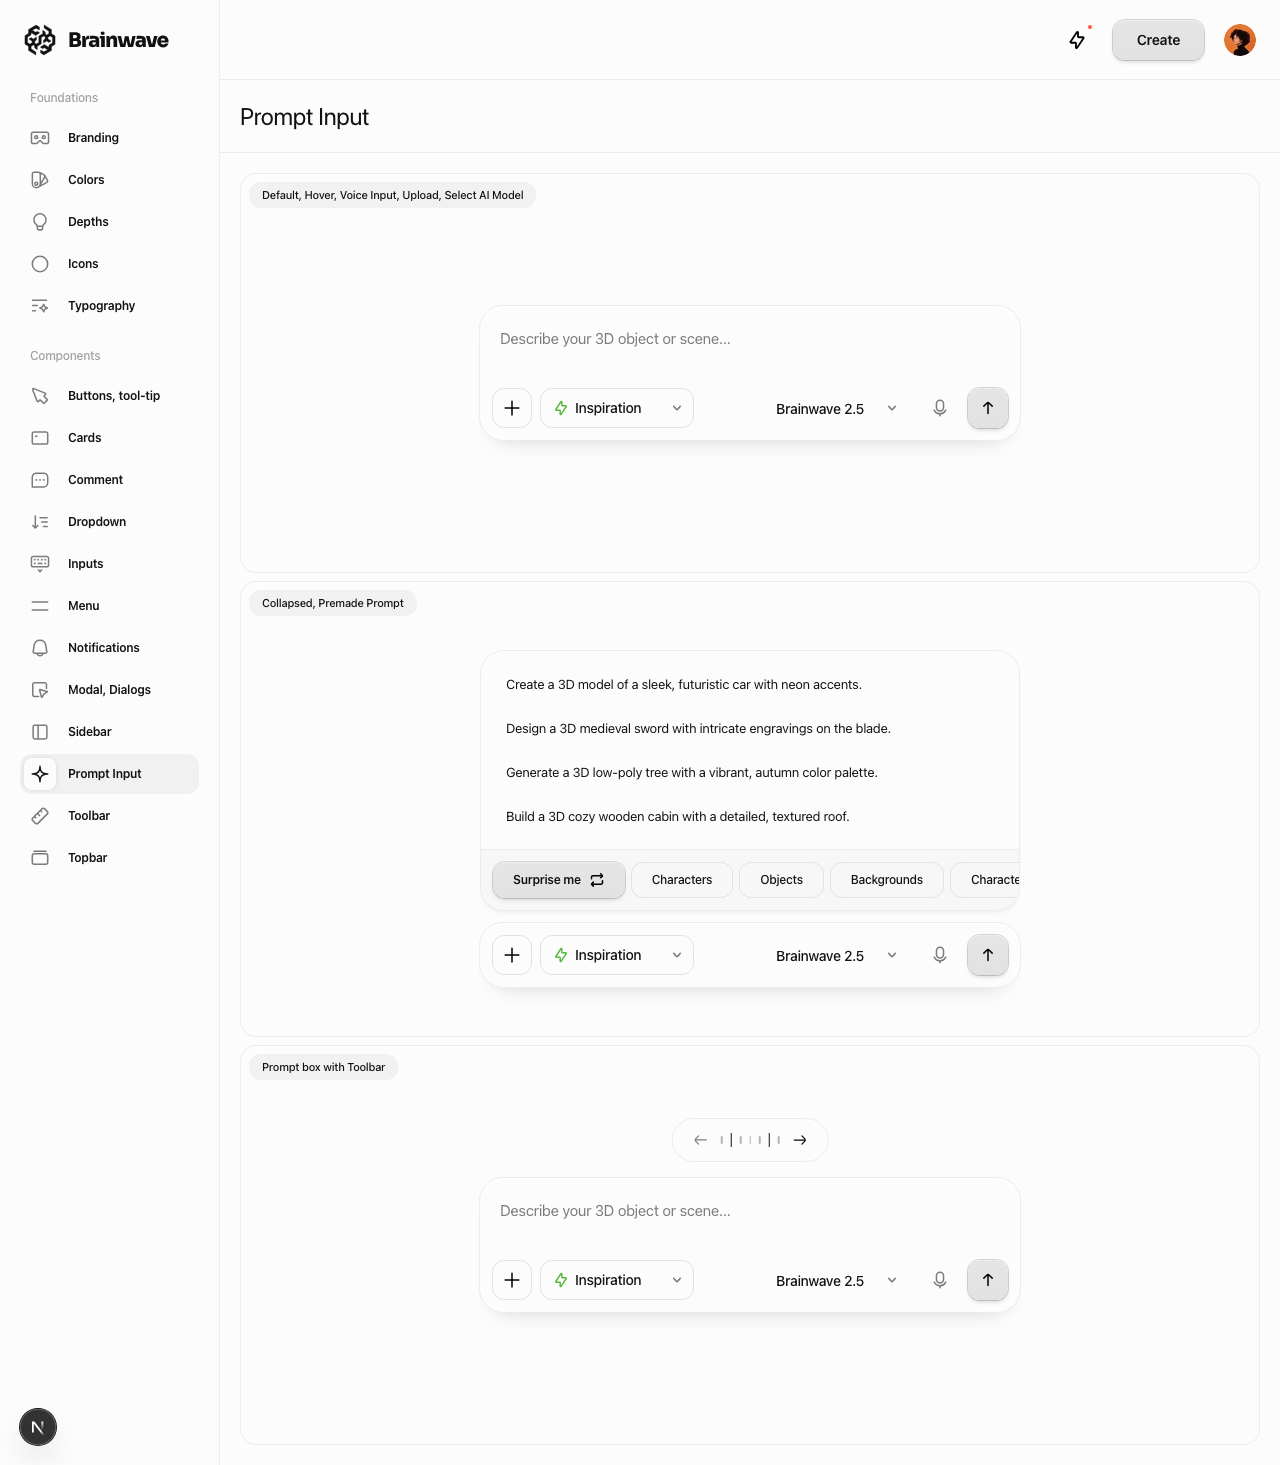 Brainwave
Create
Foundations
Branding
Colors
Depths
Icons
Typography
Components
Buttons, tool-tip
Cards
Comment
Dropdown
Inputs
Menu
Notifications
Modal, Dialogs
Sidebar
Prompt Input
Toolbar
Topbar
N
Prompt Input
Default, Hover, Voice Input, Upload, Select AI Model
Describe your 3D object or scene...
Inspiration
Brainwave 2.5
Collapsed, Premade Prompt
Create a 3D model of a sleek, futuristic car with neon accents.
Design a 3D medieval sword with intricate engravings on the blade.
Generate a 3D low-poly tree with a vibrant, autumn color palette.
Build a 3D cozy wooden cabin with a detailed, textured roof.
Surprise me
Characters
Objects
Backgrounds
Characte
Inspiration
Brainwave 2.5
Prompt box with Toolbar
Describe your 3D object or scene...
Inspiration
Brainwave 2.5